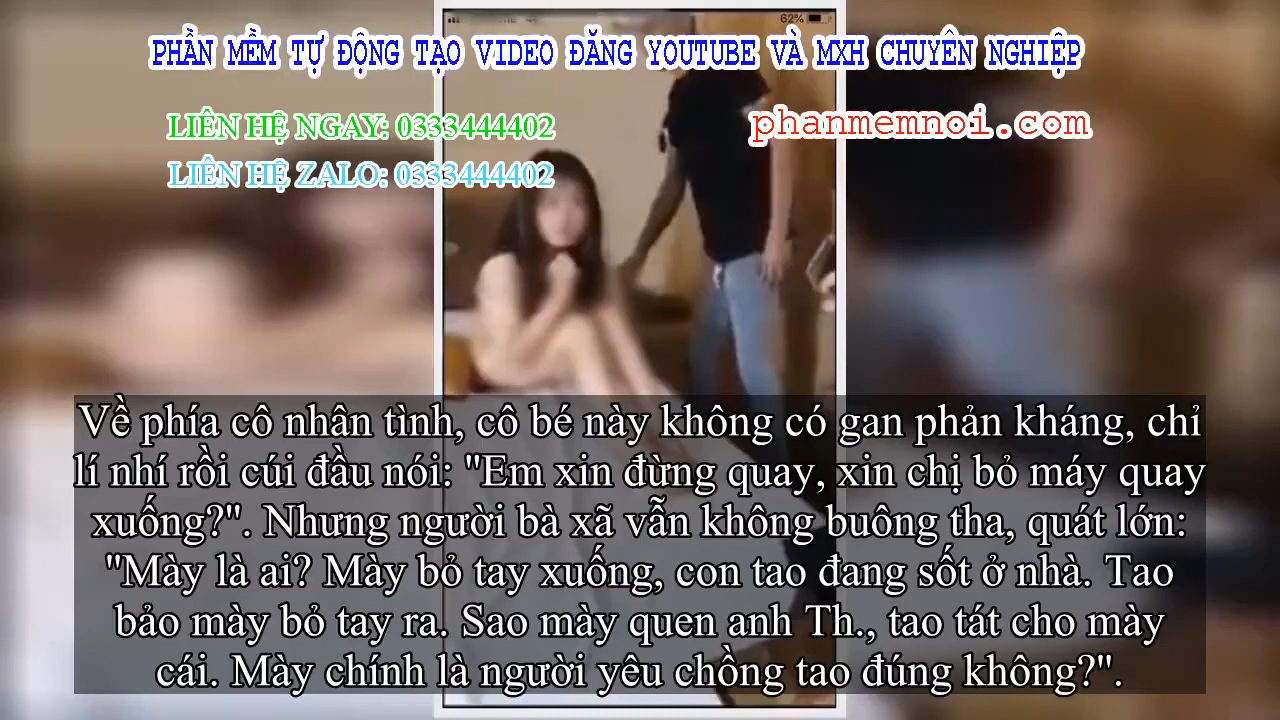 62%
PHẦN MỀM TỰ ĐỘNG TẠO VIDEO ĐĂNG YOUTUBE VÀ MXH CHUYÊN NGHIỆP
LIÊN HỆ NGAY: 0333444402
phanmemnoi.com
LIÊN HỆ ZALO: 0333444402
Về phía cô nhân tình, cô bé này không có gan phản kháng, chỉ
lí nhí rồi cúi đầu nói: "Em xin đừng quay, xin chị bỏ máy quay
xuống?". Nhưng người bà xã vẫn không buông tha, quát lớn:
"Mày là ai? Mày bỏ tay xuống, con tao đang sốt ở nhà. Tao
bảo mày bỏ tay ra. Sao mày quen anh Th., tao tát cho mày
cái. Mày chính là người yêu chồng tao đúng không?".